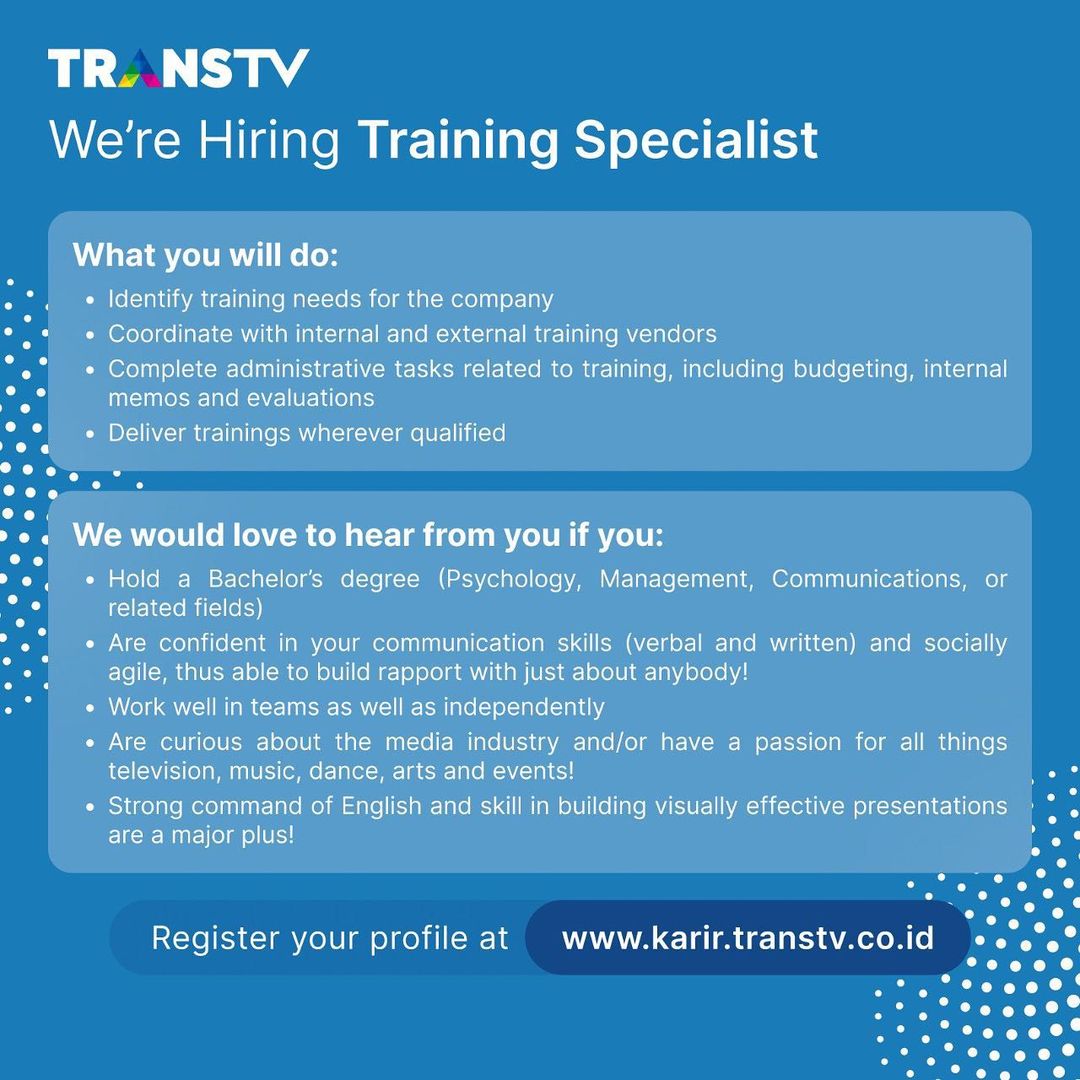 TRANSTV
We're Hiring Training Specialist
What you will do:
• Identify training needs for the company
• Coordinate with internal and external training vendors
• Complete administrative tasks related to training, including budgeting, internal
memos and evaluations
• Deliver trainings wherever qualified
We would love to hear from you if you:
• Hold a Bachelor's degree (Psychology, Management, Communications, or
related fields)
• Are confident in your communication skills (verbal and written) and socially
agile, thus able to build rapport with just about anybody!
• Work well in teams as well as independently
• Are curious about the media industry and/or have a passion for all things
television, music, dance, arts and events!
• Strong command of English and skill in building visually effective presentations
are a major plus!
Register your profile at www.karir.transtv.co.id